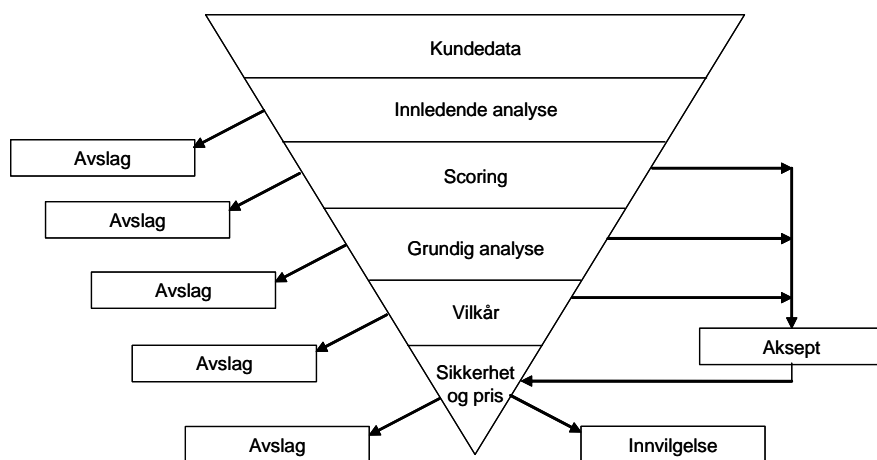 Kundedata
Innledende analyse
Avslag
Scoring
Avslag
Grundig analyse
Avslag
Vilkår
Avslag
Aksept
Sikkerhet
og pris
Avslag
Innvilgelse